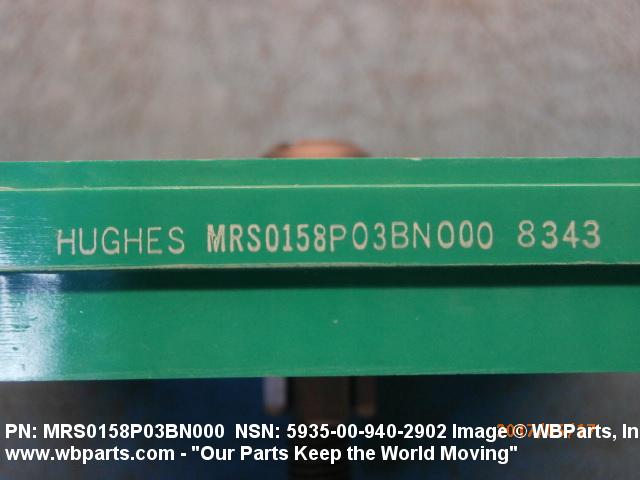 HUGHES MRS0158P03BN000 8343
PN: MRS0158P03BN000 NSN: 5935-00-940-2902 Image © WBParts, In
www.wbparts.com - "Our Parts Keep the World Moving"